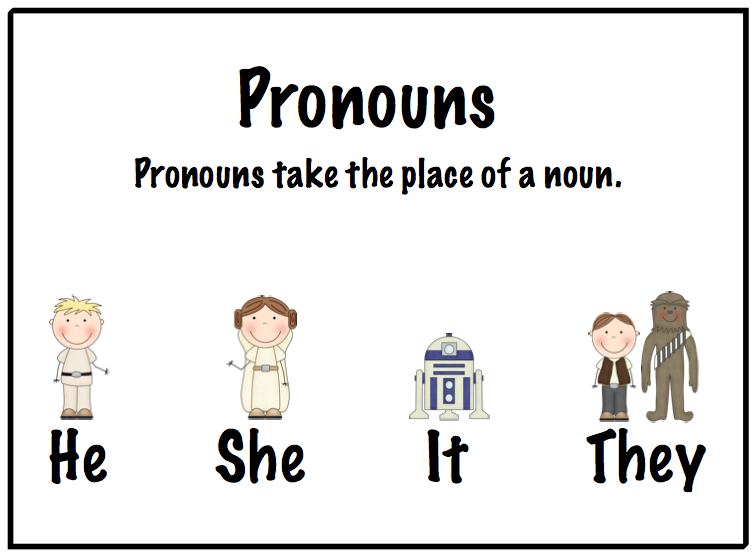 Pronouns
Pronouns take the place of a noun.
He She It They